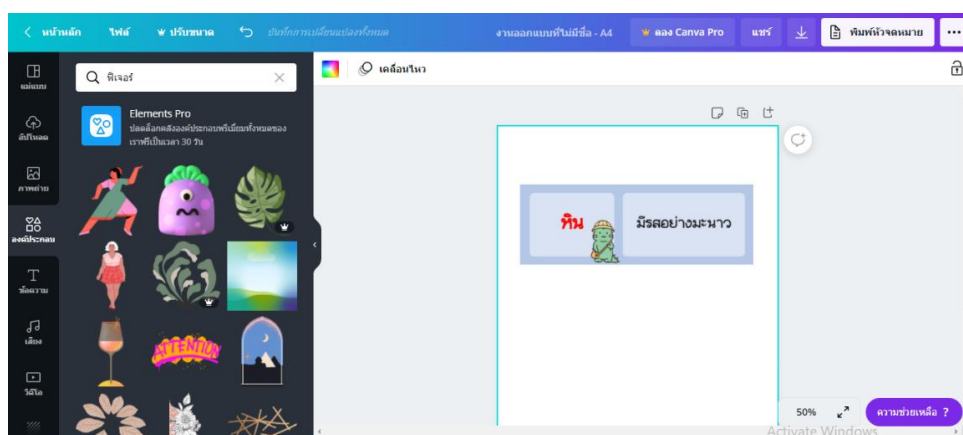 หน้าหลัก
ไฟล์
ปรับขนาด
บันทึกการเปลี่ยนแปลงทั้งหมด
งานออกแบบที่ไม่มีชื่อ - A4
ลอง Canva Pro
แชร์
พิมพ์หัวจดหมาย
แม่แบบ
อัปโหลด
ภาพถ่าย
องค์ประกอบ
ข้อความ
เสียง
วิดีโอ
ฟิเจอร์
Elements Pro
ปลดล็อกคลังองค์ประกอบพรีเมียมทั้งหมดของ
เราฟรีเป็นเวลา 30 วัน
ATTENTION
เคลื่อนไหว
หิน
มีรสอย่างมะนาว
50%
ความช่วยเหลือ ?
Activate Windows